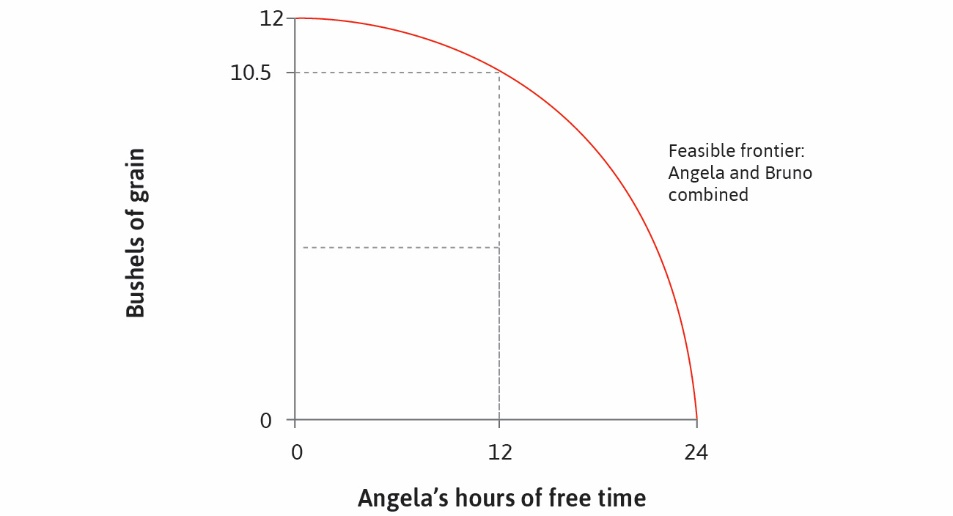 12
10.5
Bushels of grain
Feasible frontier:
Angela and Bruno
combined
0
0
12
24
Angela's hours of free time